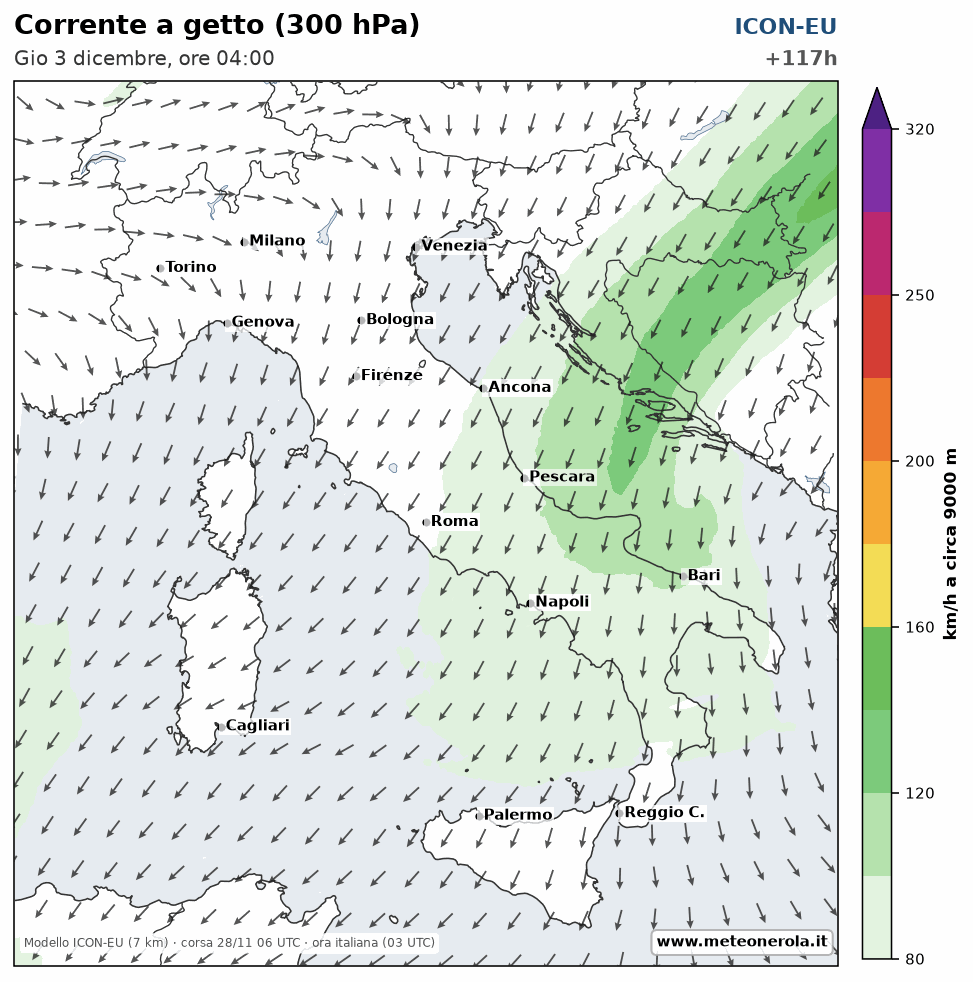 Corrente a getto (300 hPa)
ICON-EU
Gio 3 dicembre, ore 04:00
+117h
320
Milano
Venezia
Torino
250
Genova
Bologna
Firenze
Ancona
200
Pescara
km/h a circa 9000 m
Roma
Bari
Napoli
160
Cagliari
120
Palermo
Reggio C.
Modello ICON-EU (7 km) · corsa 28/11 06 UTC · ora italiana (03 UTC)
www.meteonerola.it
80